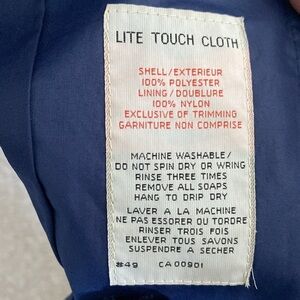 LITE TOUCH CLOTH
SHELL/EXTERIEUR
100% POLYESTER
LINING/DOUBLURE
100% NYLON
EXCLUSIVE OF TRIMMING
GARNITURE NON COMPRISE
MACHINE WASHABLE/
DO NOT SPIN DRY OR WRING
RINSE THREE TIMES
REMOVE ALL SOAPS
HANG TO DRIP DRY
LAVER A LA MACHINE
NE PAS ESSORER OU TORDRE
RINSER TROIS FOIS
ENLEVER TOUS SAVONS
SUSPENDRE A SECHER
#49 CA00901